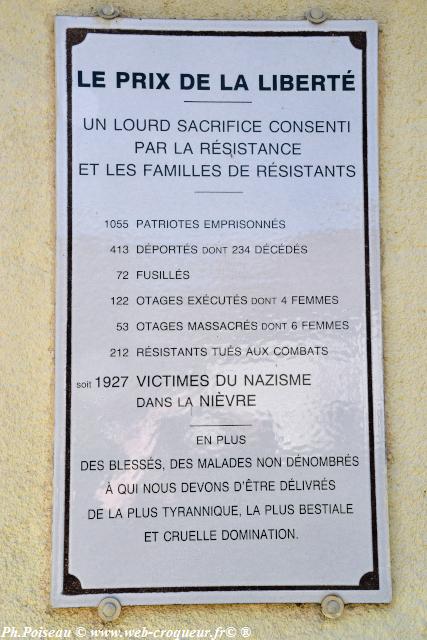 LE PRIX DE LA LIBERTÉ
UN LOURD SACRIFICE CONSENTI
PAR LA RÉSISTANCE
ET LES FAMILLES DE RÉSISTANTS
1055 PATRIOTES EMPRISONNÉS
413 DÉPORTÉS DONT 234 DÉCÉDÉS
72 FUSILLÉS
122 OTAGES EXÉCUTÉS DONT 4 FEMMES
53 OTAGES MASSACRÉS DONT 6 FEMMES
212 RÉSISTANTS TUÉS AUX COMBATS
soit 1927 VICTIMES DU NAZISME
DANS LA NIÈVRE
EN PLUS
DES BLESSÉS, DES MALADES NON DÉNOMBRÉS
À QUI NOUS DEVONS D'ÊTRE DÉLIVRÉS
DE LA PLUS TYRANNIQUE, LA PLUS BESTIALE
ET CRUELLE DOMINATION.
Ph.Poiseau © www-web-croqueur.fr©®